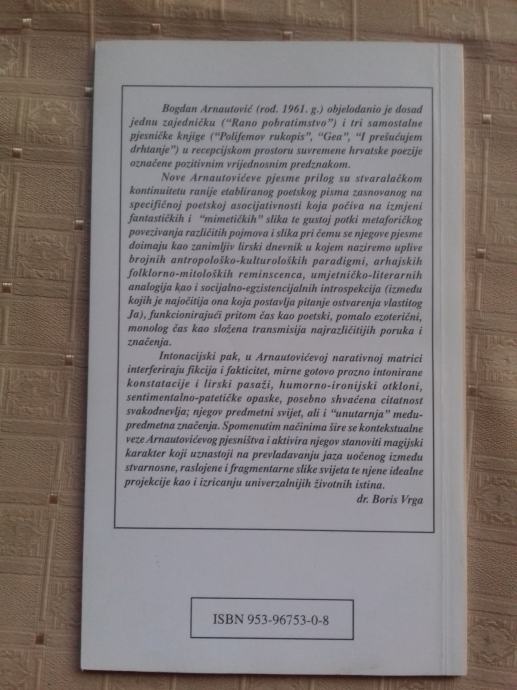 Bogdan Arnautović (rođ. 1961. g.) objelodanio je dosad
jednu zajedničku (“Rano pobratimstvo”) i tri samostalne
pjesničke knjige (“Polifemov rukopis”, “Gea”, “I prešućujem
drhtanje”) u recepcijskom prostoru suvremene hrvatske poezije
označene pozitivnim vrijednosnim predznakom.
Nove Arnautovićeve pjesme prilog su stvaralačkom
kontinuitetu ranije etabliranog poetskog pisma zasnovanog na
specifičnoj poetskoj asocijativnosti koja počiva na izmjeni
fantastičkih i “mimetičkih” slika te gustoj potki metaforičkog
povezivanja različitih pojmova i slika pri čemu se njegove pjesme
doimaju kao zanimljiv lirski dnevnik u kojem naziremo uplive
brojnih antropološko-kulturoloških paradigmi, arhajskih
folklorno-mitoloških reminscenca, umjetničko-literarnih
analogija kao i socijalno-egzistencijalnih introspekcija (između
kojih je najočitija ona koja postavlja pitanje ostvarenja vlastitog
Ja), funkcionirajući pritom čas kao poetski, pomalo ezoterični,
monolog čas kao složena transmisija najrazličitijih poruka i
značenja.
Intonacijski pak, u Arnautovićevoj narativnoj matrici
interferiraju fikcija i fakticitet, mirne gotovo prozno intonirane
konstatacije i lirski pasaži, humorno-ironijski otkloni,
sentimentalno-patetičke opaske, posebno shvaćena citatnost
svakodnevlja; njegov predmetni svijet, ali i “unutarnja” među-
predmetna značenja. Spomenutim načinima šire se kontekstualne
veze Arnautovićevog pjesništva i aktivira njegov stanoviti magijski
karakter koji uznastoji na prevladavanju jaza uočenog između
stvarnosne, raslojene i fragmentarne slike svijeta te njene idealne
projekcije kao i izricanju univerzalnijih životnih istina.
dr. Boris Vrga
ISBN 953-96753-0-8